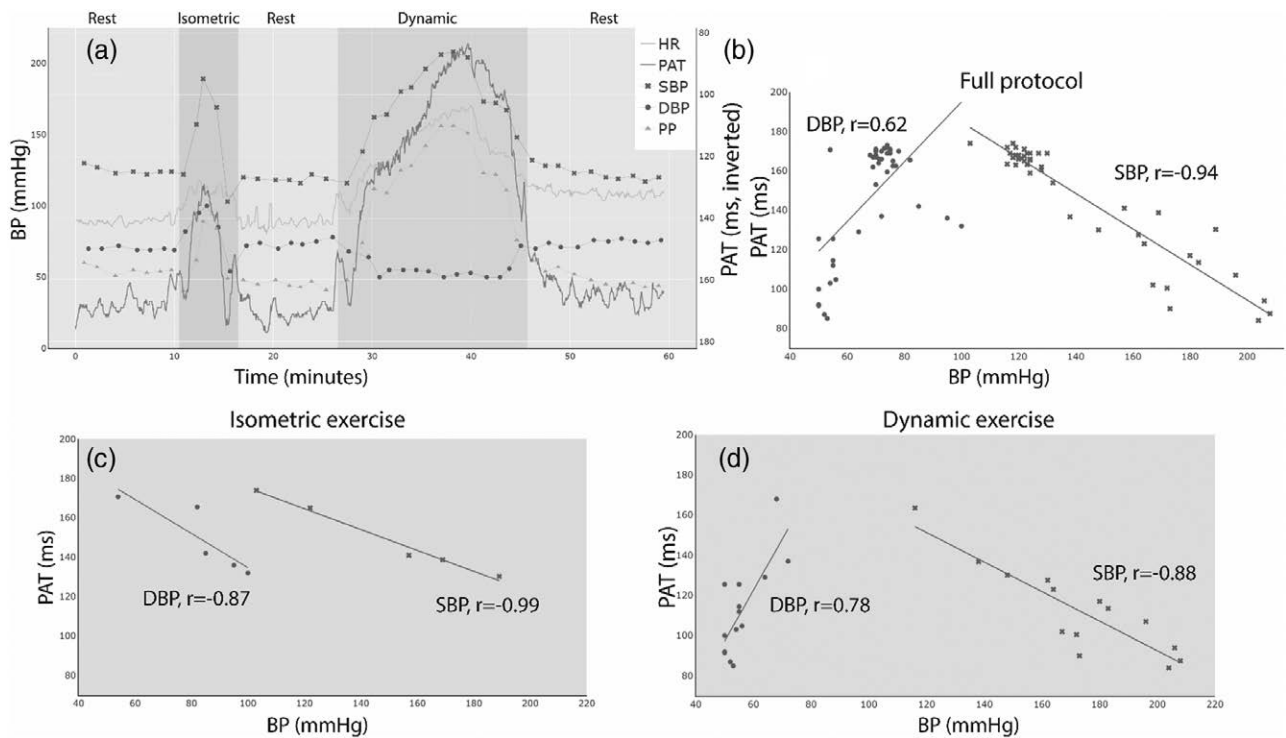 Rest Isometric Rest Dynamic Rest
(a)
HR
PAT
SBP
DBP
PP
BP (mmHg)
200
150
100
50
0
0 10 20 30 40 50 60
Time (minutes)
80
100
120
140
160
180
PAT (ms, inverted)
(b)
Full protocol
DBP, r=0.62
SBP, r=-0.94
PAT (ms)
200
180
160
140
120
100
80
40 60 80 100 120 140 160 180 200
BP (mmHg)
Isometric exercise
(c)
DBP, r=-0.87
SBP, r=-0.99
PAT (ms)
200
180
160
140
120
100
80
40 60 80 100 120 140 160 180 200 220
BP (mmHg)
Dynamic exercise
(d)
DBP, r=0.78
SBP, r=-0.88
PAT (ms)
200
180
160
140
120
100
80
40 60 80 100 120 140 160 180 200 220
BP (mmHg)